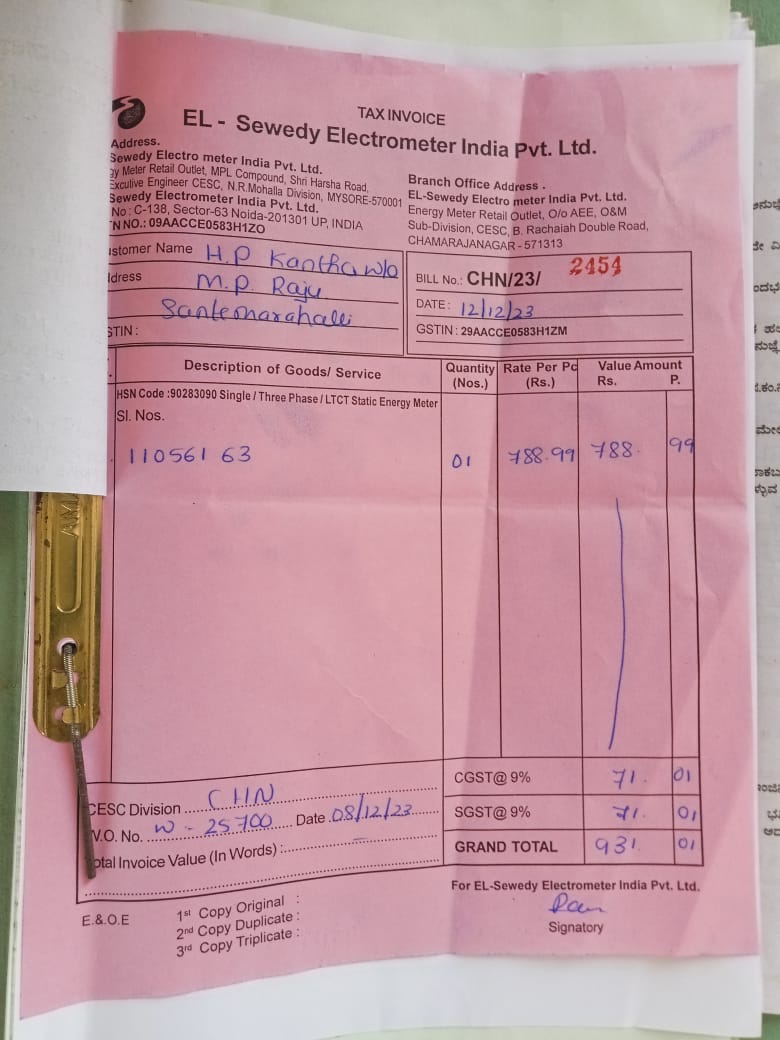 TAX INVOICE
EL - Sewedy Electrometer India Pvt. Ltd.
Address.
Sewedy Electro meter India Pvt. Ltd.
gy Meter Retail Outlet, MPL Compound, Shri Harsha Road,
Excutive Engineer CESC, N.R.Mohalla Division, MYSORE-570001
Sewedy Electrometer India Pvt. Ltd.
No : C-138, Sector-63 Noida-201301 UP, INDIA
N NO.: 09AACCE0583H1ZO
Branch Office Address .
EL-Sewedy Electro meter India Pvt. Ltd.
Energy Meter Retail Outlet, O/o AEE, O&M
Sub-Division, CESC, B. Rachaiah Double Road,
CHAMARAJANAGAR - 571313
stomer Name H.P Kantha w/o
dress M.P. Raju
Santemarahalli
STIN :
BILL No.: CHN/23/ 2454
DATE : 12/12/23
GSTIN : 29AACCE0583H1ZM
Description of Goods/ Service Quantity (Nos.) Rate Per Pc (Rs.) Value Amount Rs. P.
HSN Code :90283090 Single / Three Phase / LTCT Static Energy Meter
Sl. Nos.
11056163 01 788.99 788. 99
CGST@ 9% 71. 01
SGST@ 9% 71. 01
GRAND TOTAL 931. 01
CESC Division CHN
W.O. No. W - 25700 Date 08/12/23
otal Invoice Value (In Words) :
For EL-Sewedy Electrometer India Pvt. Ltd.
Signatory
E.& O.E
1st Copy Original :
2nd Copy Duplicate :
3rd Copy Triplicate :